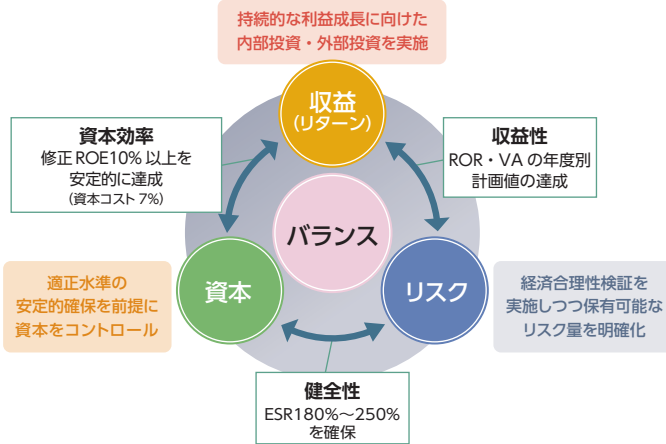 持続的な利益成長に向けた
内部投資・外部投資を実施
収益
(リターン)
資本効率
修正ROE10%以上を
安定的に達成
(資本コスト7%)
収益性
ROR・VAの年度別
計画値の達成
バランス
資本
リスク
適正水準の
安定的確保を前提に
資本をコントロール
経済合理性検証を
実施しつつ保有可能な
リスク量を明確化
健全性
ESR180%～250%
を確保